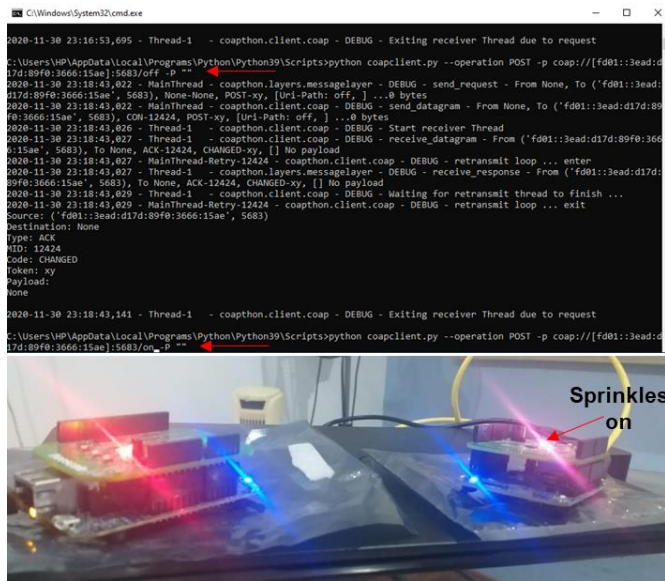 C:\Windows\System32\cmd.exe
2020-11-30 23:16:53,695 - Thread-1 - coapthon.client.coap - DEBUG - Exiting receiver Thread due to request
C:\Users\HP\AppData\Local\Programs\Python\Python39\Scripts>python coapclient.py --operation POST -p coap://[fd01::3ead:d
17d:89f0:3666:15ae]:5683/off -P ""
2020-11-30 23:18:43,022 - MainThread - coapthon.layers.messagelayer - DEBUG - send_request - From None, To ('fd01::3ead:
d17d:89f0:3666:15ae', 5683), None-None, POST-xy, [Uri-Path: off, ] ...0 bytes
2020-11-30 23:18:43,022 - MainThread - coapthon.client.coap - DEBUG - send_datagram - From None, To ('fd01::3ead:d17d:89
f0:3666:15ae', 5683), CON-12424, POST-xy, [Uri-Path: off, ] ...0 bytes
2020-11-30 23:18:43,026 - Thread-1 - coapthon.client.coap - DEBUG - Start receiver Thread
2020-11-30 23:18:43,027 - Thread-1 - coapthon.client.coap - DEBUG - receive_datagram - From ('fd01::3ead:d17d:89f0:366
6:15ae', 5683), To None, ACK-12424, CHANGED-xy, [] No payload
2020-11-30 23:18:43,027 - MainThread-Retry-12424 - coapthon.client.coap - DEBUG - retransmit loop ... enter
2020-11-30 23:18:43,027 - Thread-1 - coapthon.layers.messagelayer - DEBUG - receive_response - From ('fd01::3ead:d17d:
89f0:3666:15ae', 5683), To None, ACK-12424, CHANGED-xy, [] No payload
2020-11-30 23:18:43,029 - Thread-1 - coapthon.client.coap - DEBUG - Waiting for retransmit thread to finish ...
2020-11-30 23:18:43,029 - MainThread-Retry-12424 - coapthon.client.coap - DEBUG - retransmit loop ... exit
Source: ('fd01::3ead:d17d:89f0:3666:15ae', 5683)
Destination: None
Type: ACK
MID: 12424
Code: CHANGED
Token: xy
Payload:
None
2020-11-30 23:18:43,141 - Thread-1 - coapthon.client.coap - DEBUG - Exiting receiver Thread due to request
C:\Users\HP\AppData\Local\Programs\Python\Python39\Scripts>python coapclient.py --operation POST -p coap://[fd01::3ead:d
17d:89f0:3666:15ae]:5683/on -P ""
Sprinkles
on